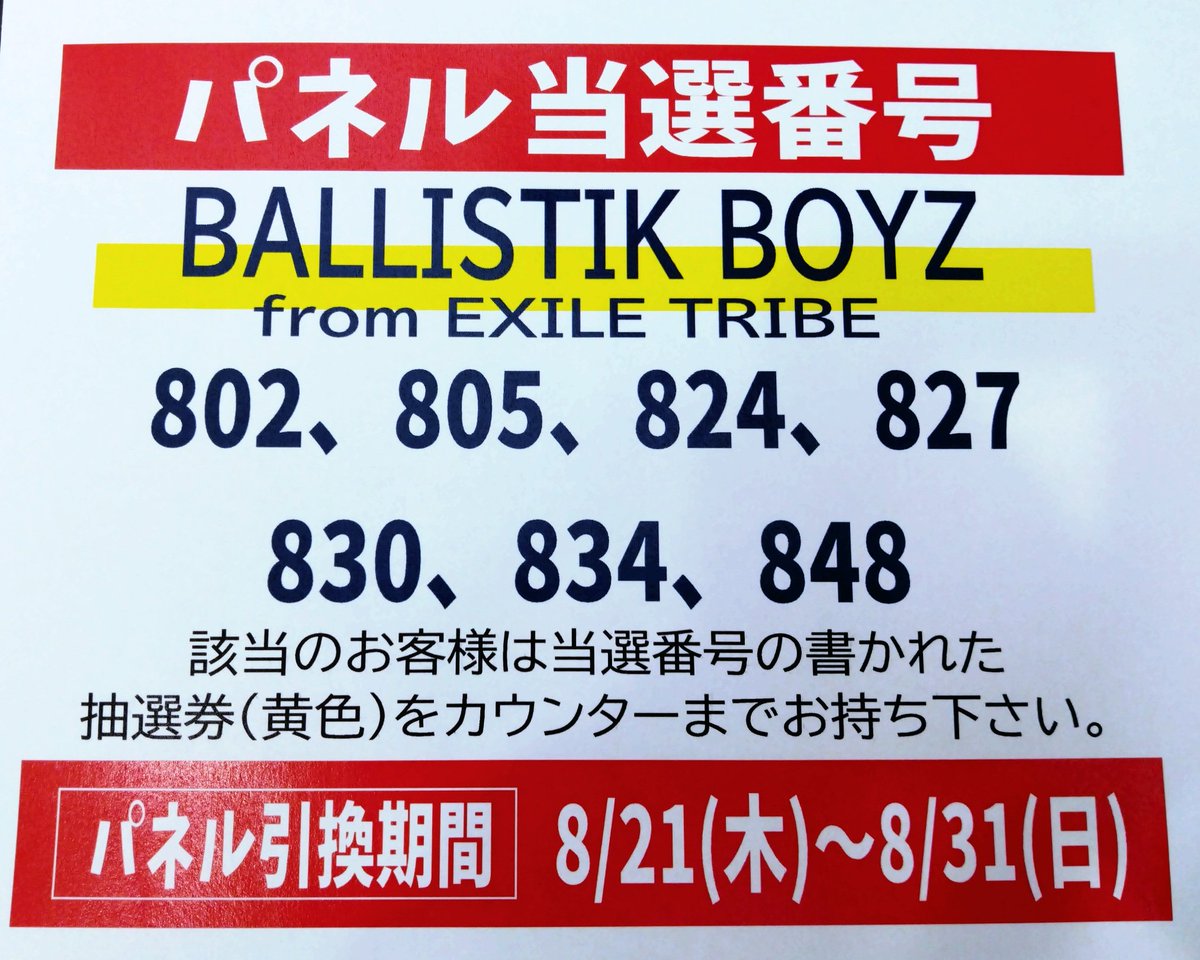 パネル当選番号
BALLISTIK BOYZ
from EXILE TRIBE
802、805、824、827
830、834、848
該当のお客様は当選番号の書かれた
抽選券(黄色)をカウンターまでお持ち下さい。
パネル引換期間 8/21(木)～8/31(日)